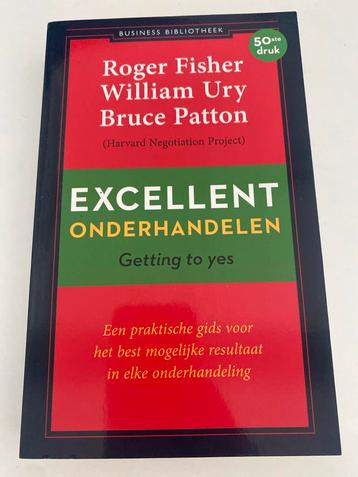 BUSINESS BIBLIOTHEEK
50ste
druk
Roger Fisher
William Ury
Bruce Patton
(Harvard Negotiation Project)
EXCELLENT
ONDERHANDELEN
Getting to yes
Een praktische gids voor
het best mogelijke resultaat
in elke onderhandeling